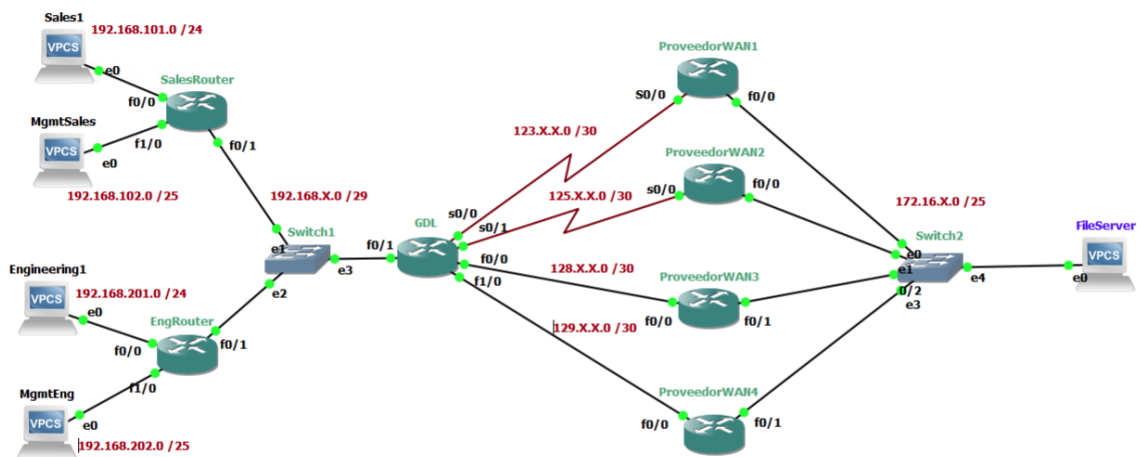 Sales1
192.168.101.0 /24
VPCS
e0
SalesRouter
f0/0
MgmtSales
VPCS
f1/0
e0
f0/1
192.168.102.0 /25
192.168.X.0 /29
Switch1
e1
e3
e2
Engineering1
192.168.201.0 /24
VPCS
e0
EngRouter
f0/0
f0/1
MgmtEng
f1/0
VPCS
e0
192.168.202.0 /25
GDL
f0/1
s0/0
s0/1
f0/0
f1/0
123.X.X.0 /30
125.X.X.0 /30
128.X.X.0 /30
129.X.X.0 /30
ProveedorWAN1
S0/0
f0/0
ProveedorWAN2
s0/0
f0/0
ProveedorWAN3
f0/0
f0/1
ProveedorWAN4
f0/0
f0/1
172.16.X.0 /25
Switch2
e0
e1
0/2
e3
e4
FileServer
VPCS
e0